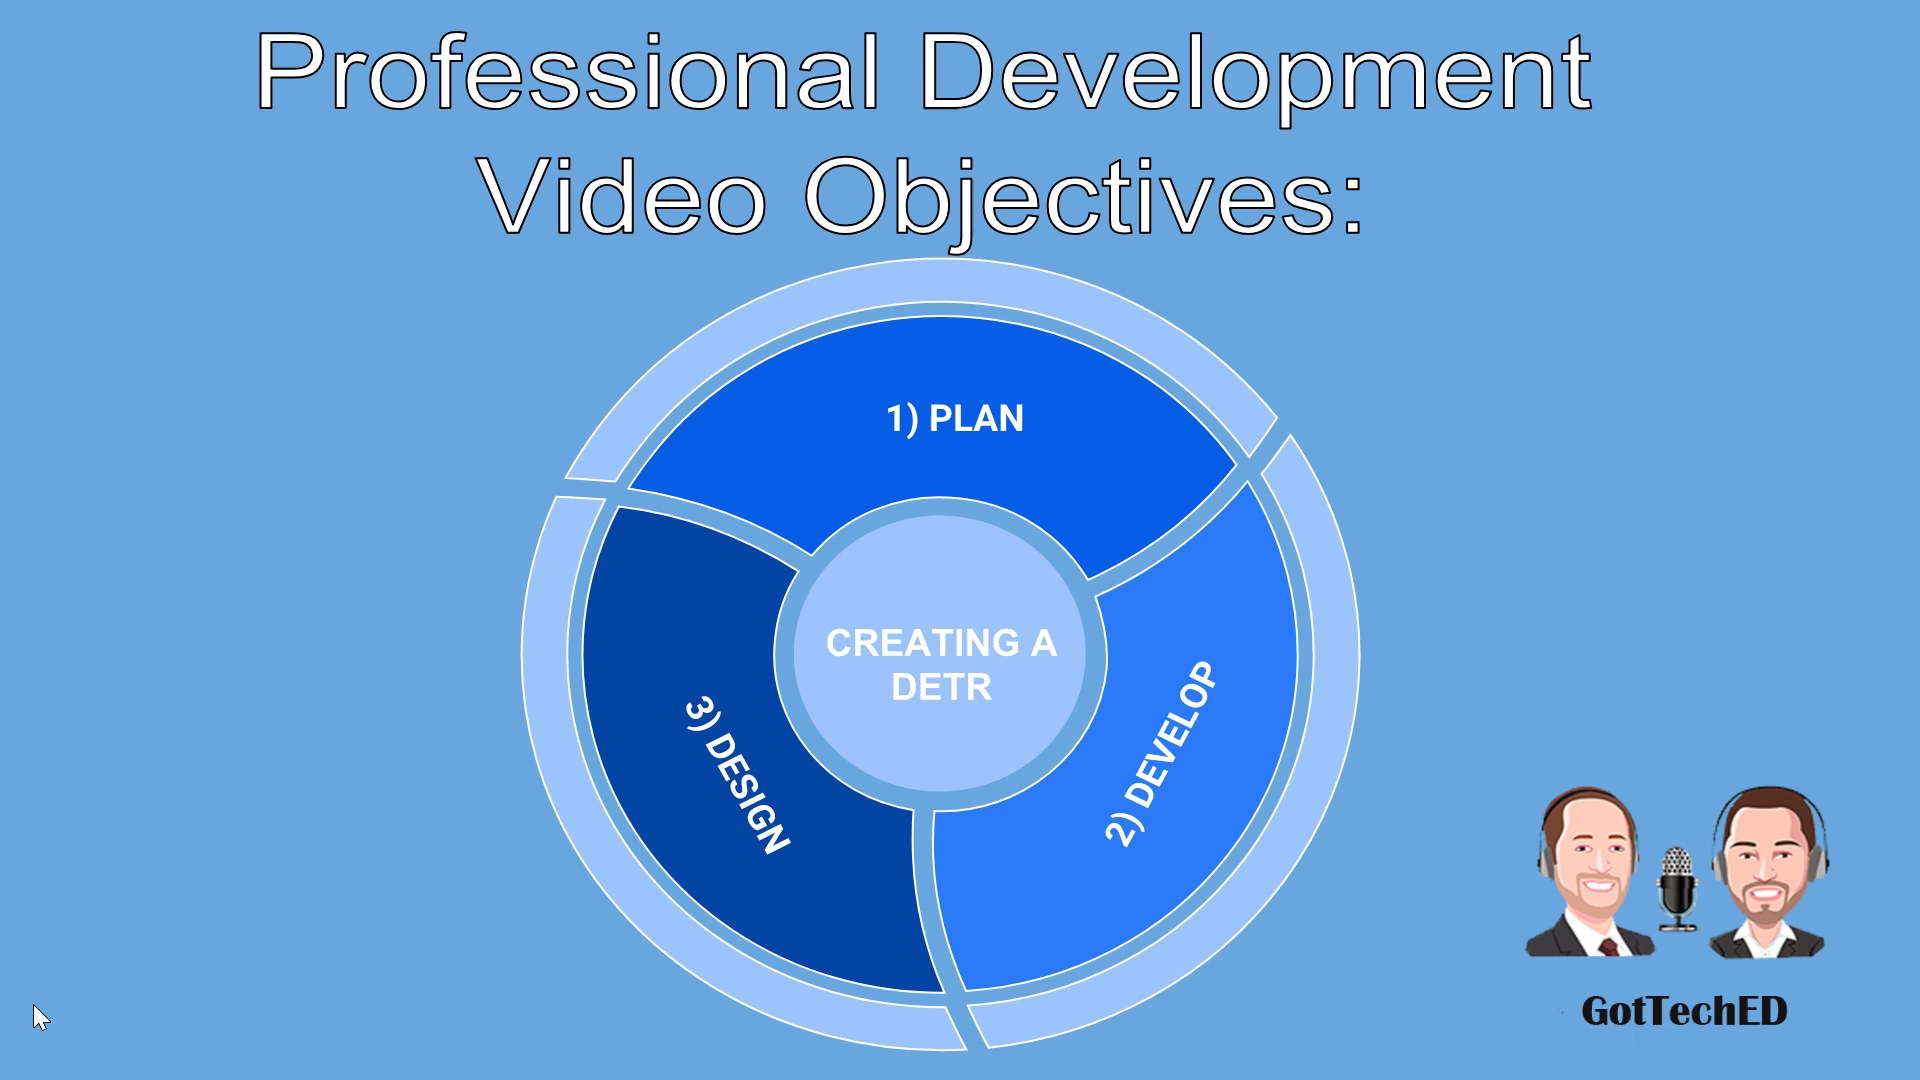 Professional Development
Video Objectives:
1) PLAN
CREATING A
DETR
2) DEVELOP
3) DESIGN
GotTechED